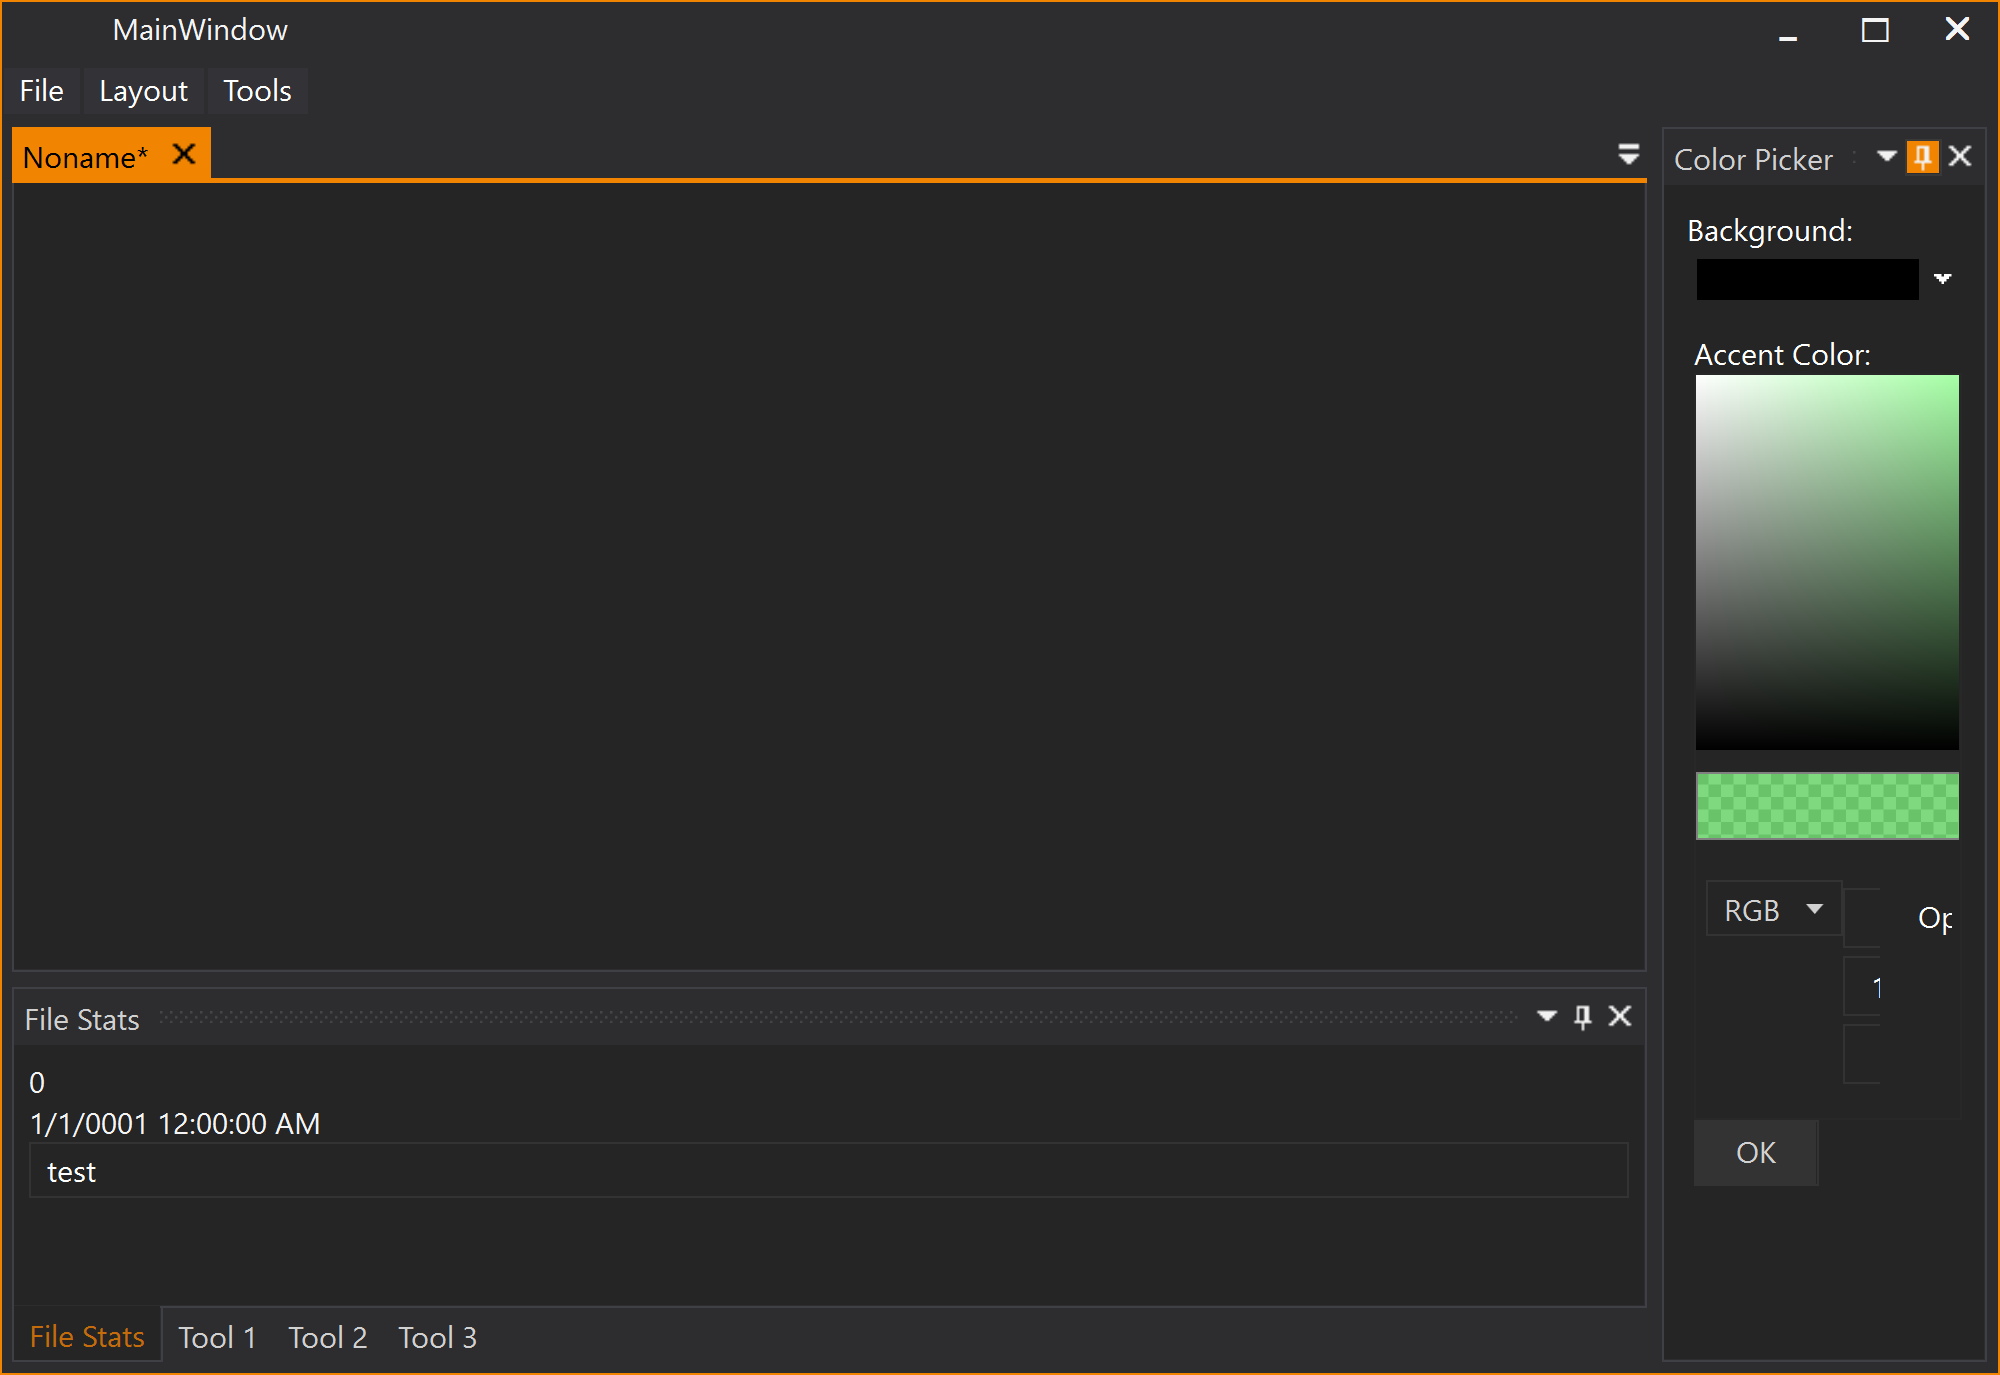 MainWindow
File Layout Tools
Noname*
Color Picker
Background:
Accent Color:
RGB
Op
1
OK
File Stats
0
1/1/0001 12:00:00 AM
test
File Stats Tool 1 Tool 2 Tool 3